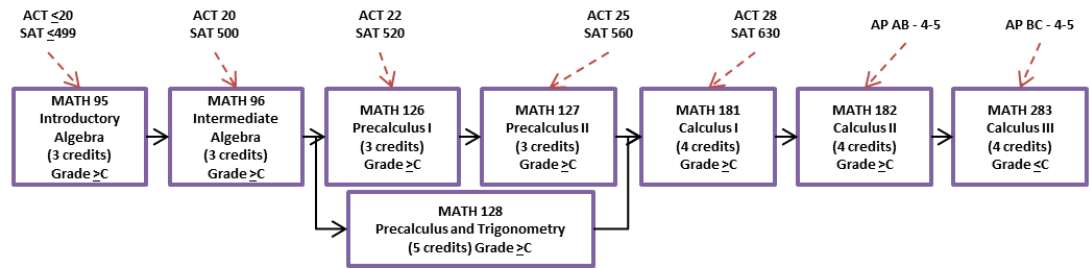 ACT ≤20
SAT ≤499
ACT 20
SAT 500
ACT 22
SAT 520
ACT 25
SAT 560
ACT 28
SAT 630
AP AB - 4-5
AP BC - 4-5
MATH 95
Introductory
Algebra
(3 credits)
Grade ≥C
MATH 96
Intermediate
Algebra
(3 credits)
Grade ≥C
MATH 126
Precalculus I
(3 credits)
Grade ≥C
MATH 127
Precalculus II
(3 credits)
Grade ≥C
MATH 181
Calculus I
(4 credits)
Grade ≥C
MATH 182
Calculus II
(4 credits)
Grade ≥C
MATH 283
Calculus III
(4 credits)
Grade ≤C
MATH 128
Precalculus and Trigonometry
(5 credits) Grade ≥C